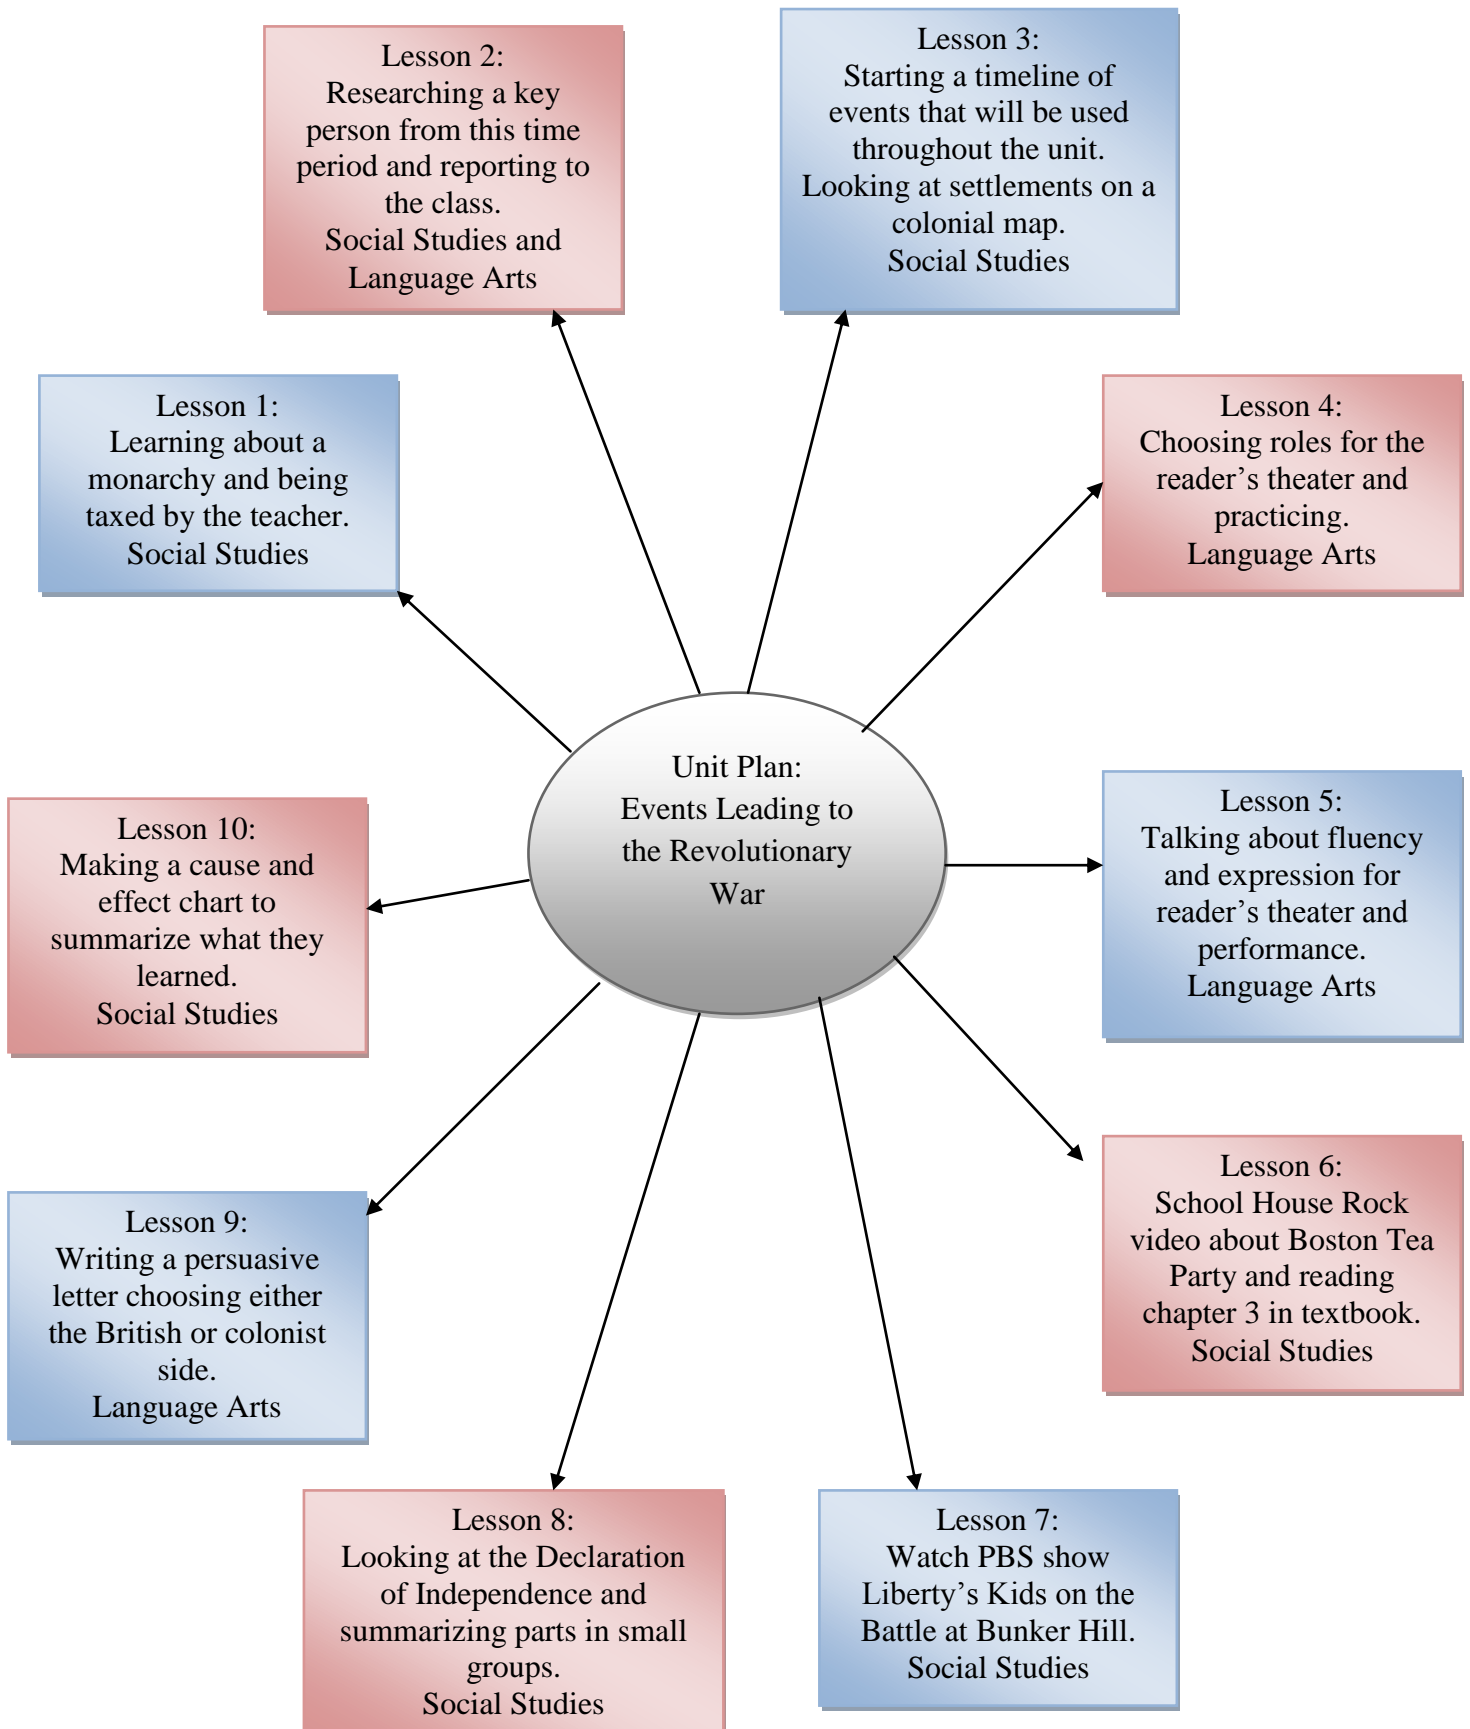 Lesson 2:
Researching a key
person from this time
period and reporting to
the class.
Social Studies and
Language Arts
Lesson 3:
Starting a timeline of
events that will be used
throughout the unit.
Looking at settlements on a
colonial map.
Social Studies
Lesson 1:
Learning about a
monarchy and being
taxed by the teacher.
Social Studies
Lesson 4:
Choosing roles for the
reader’s theater and
practicing.
Language Arts
Unit Plan:
Events Leading to
the Revolutionary
War
Lesson 10:
Making a cause and
effect chart to
summarize what they
learned.
Social Studies
Lesson 5:
Talking about fluency
and expression for
reader’s theater and
performance.
Language Arts
Lesson 9:
Writing a persuasive
letter choosing either
the British or colonist
side.
Language Arts
Lesson 6:
School House Rock
video about Boston Tea
Party and reading
chapter 3 in textbook.
Social Studies
Lesson 8:
Looking at the Declaration
of Independence and
summarizing parts in small
groups.
Social Studies
Lesson 7:
Watch PBS show
Liberty’s Kids on the
Battle at Bunker Hill.
Social Studies